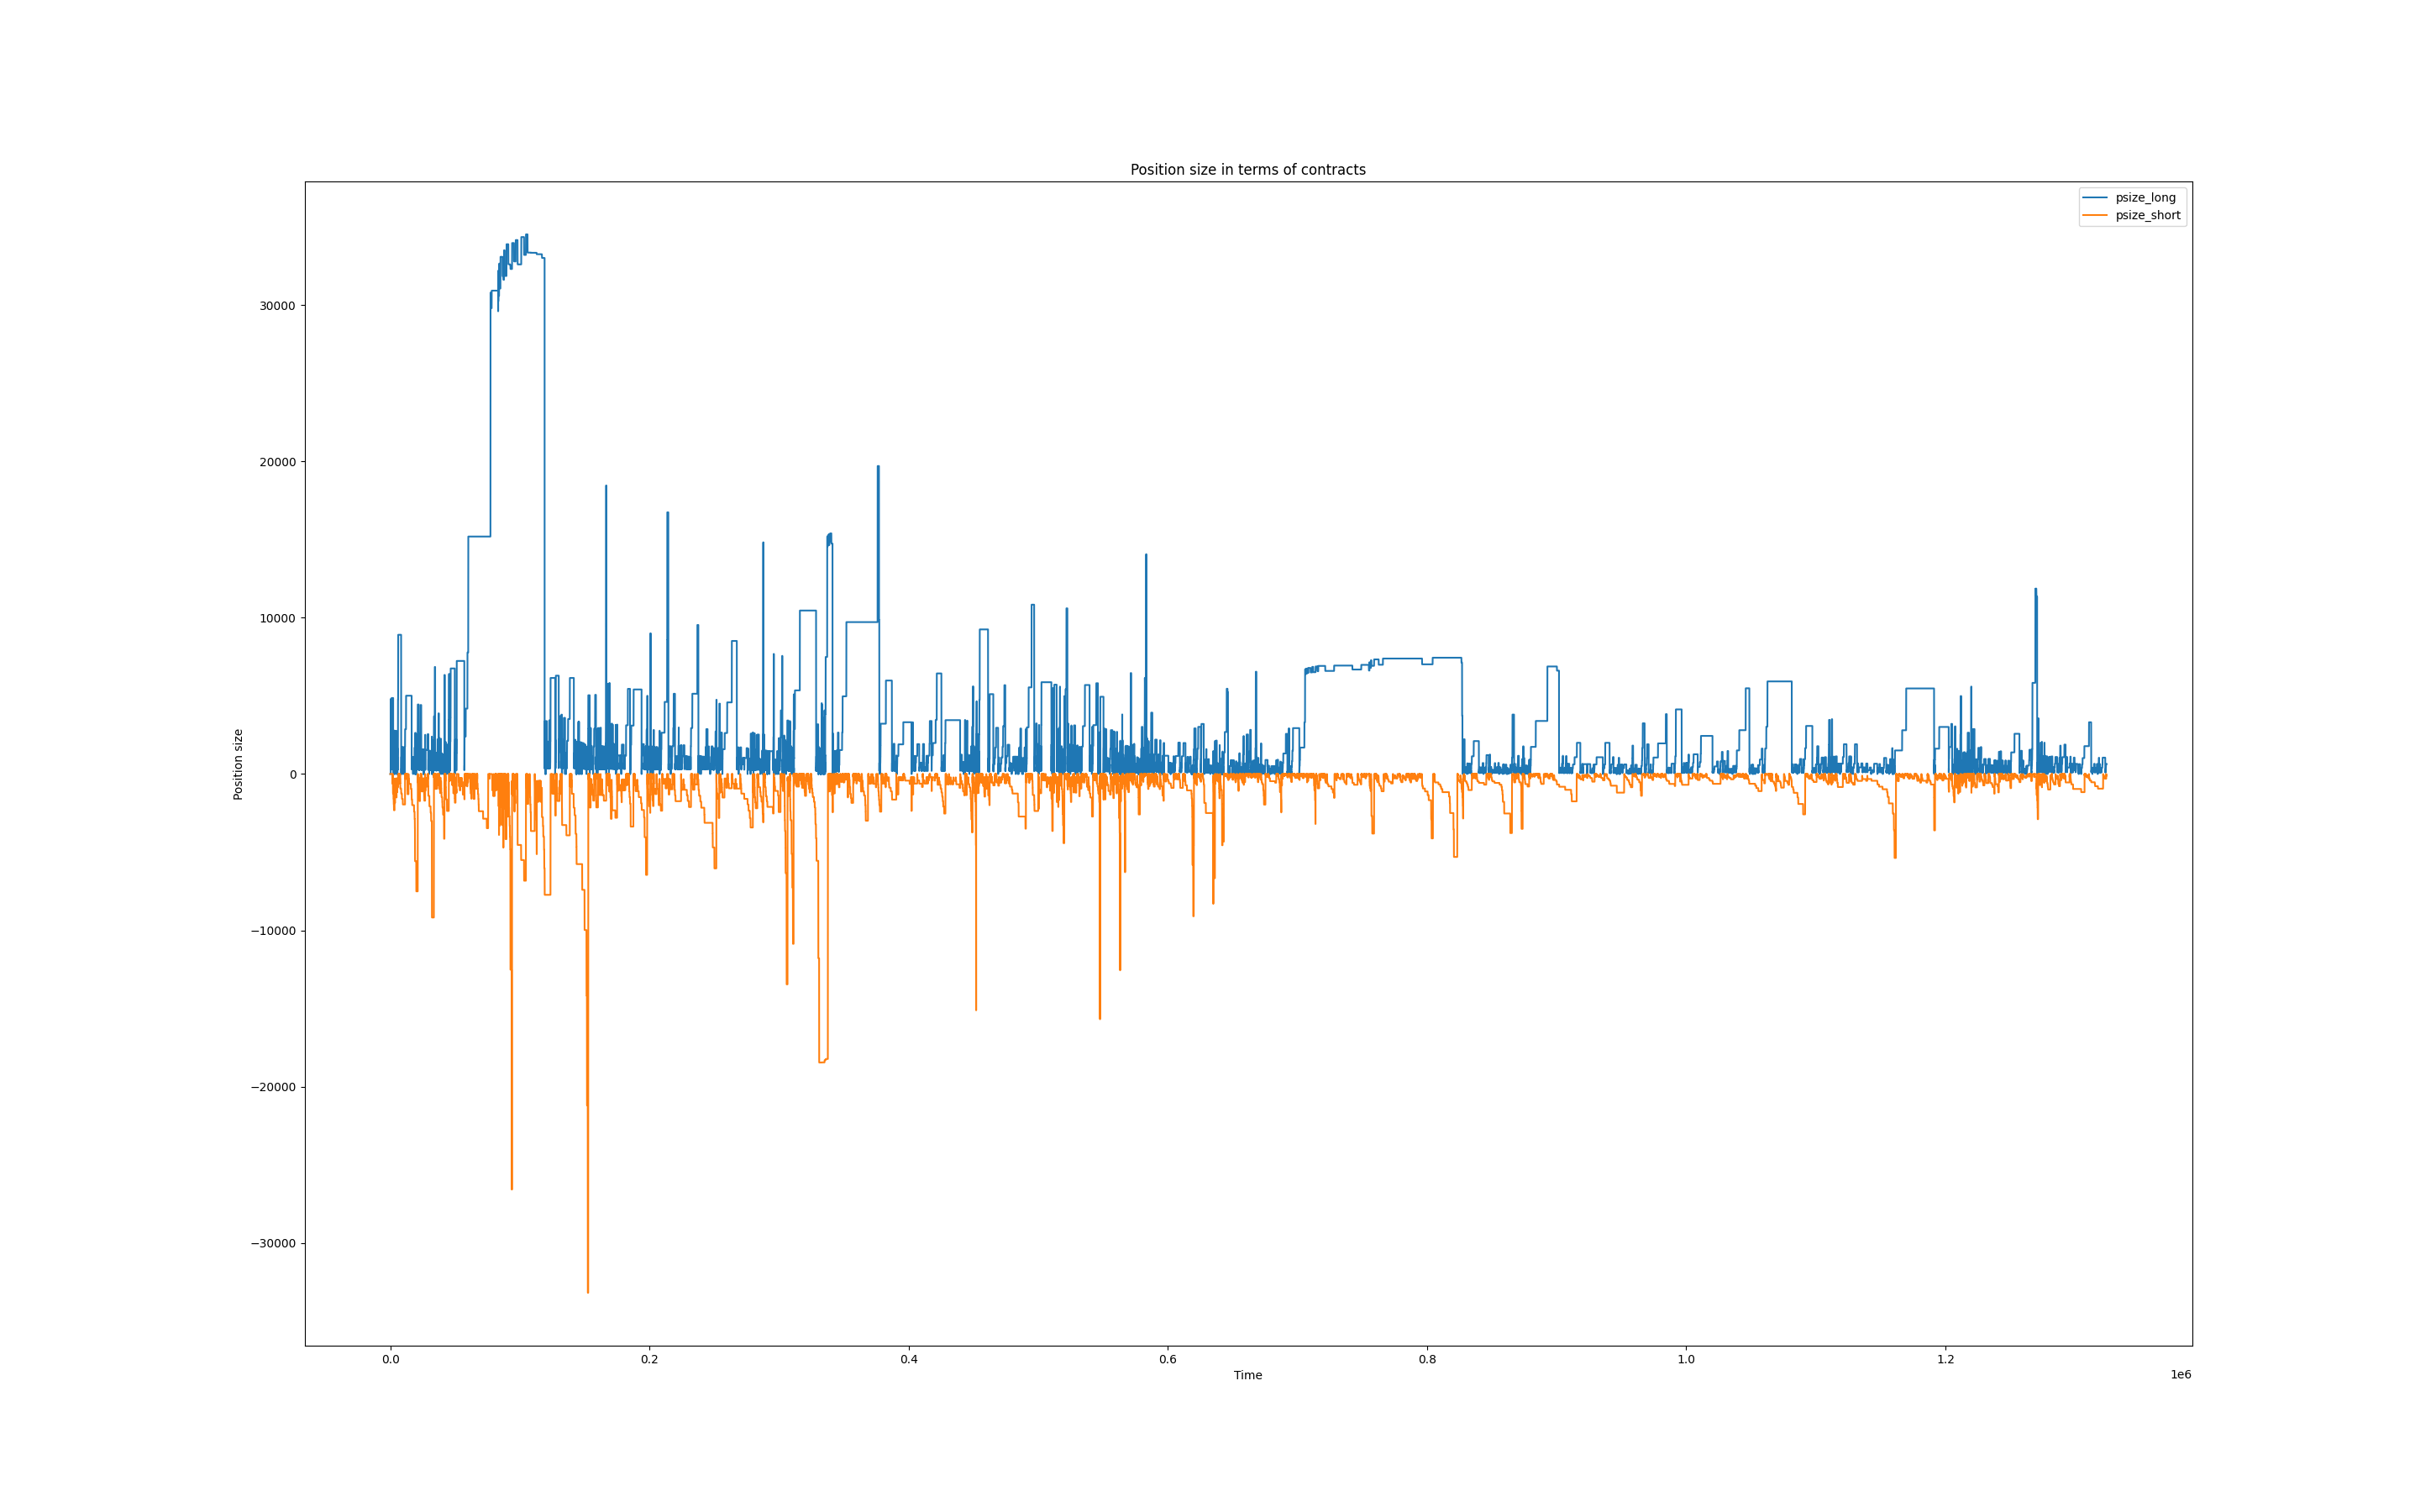 Position size in terms of contracts
psize_long
psize_short
30000
20000
10000
0
−10000
−20000
−30000
Position size
0.0
0.2
0.4
0.6
0.8
1.0
1.2
Time
1e6